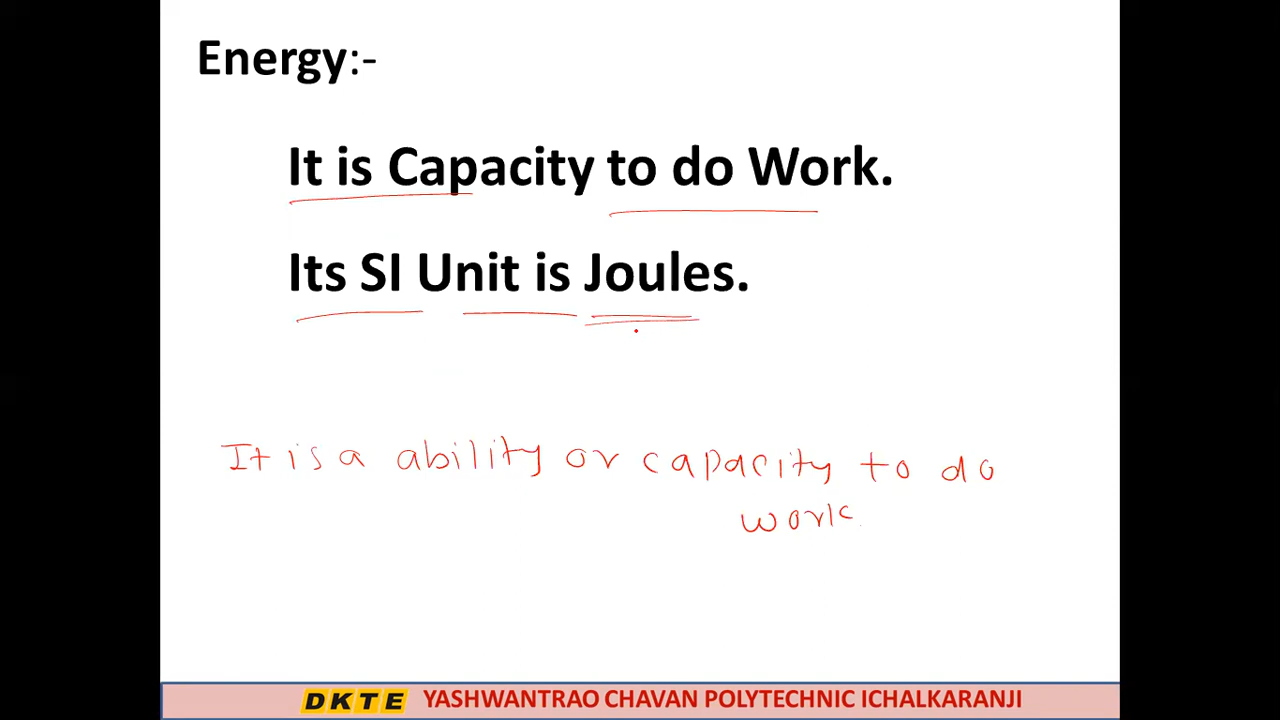 Energy:-
It is Capacity to do Work.
Its SI Unit is Joules.
It is a ability or capacity to do
work
DKTE YASHWANTRAO CHAVAN POLYTECHNIC ICHALKARANJI